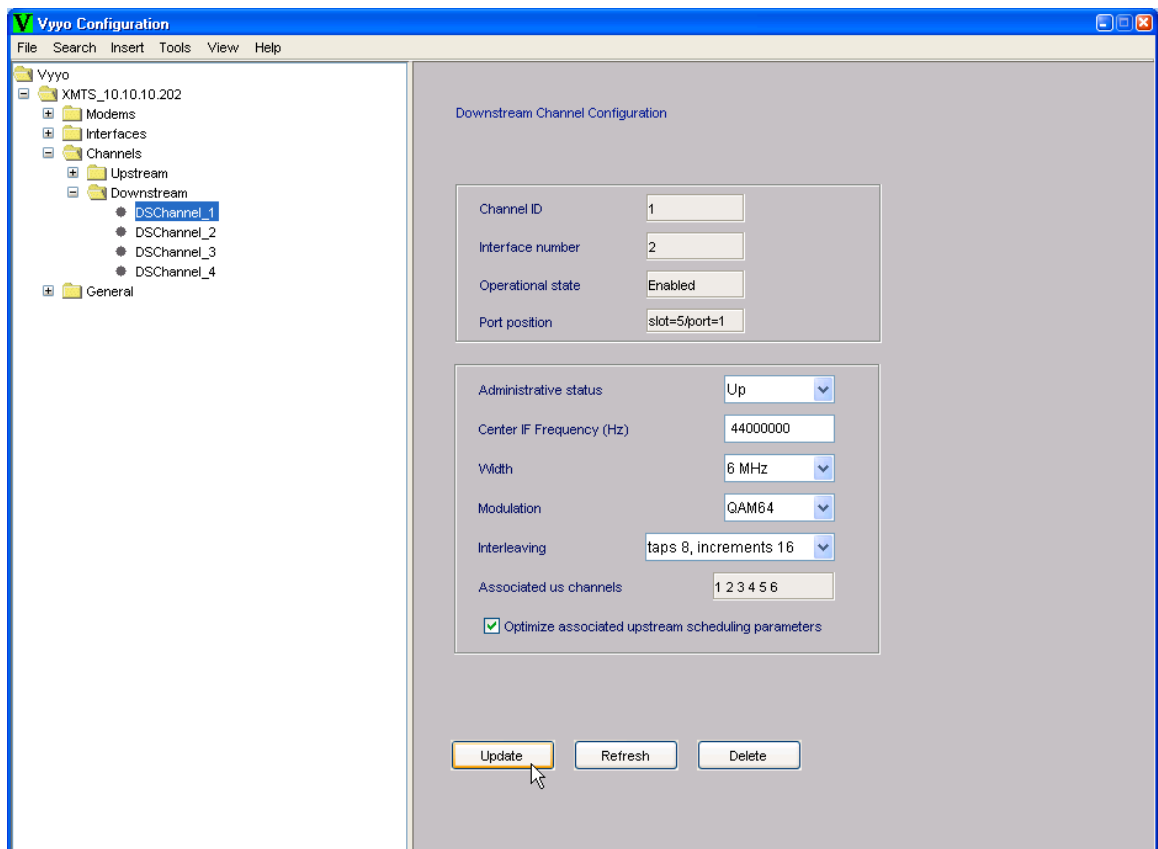 Vyyo Configuration
File Search Insert Tools View Help
Vyyo
XMTS_10.10.10.202
Modems
Interfaces
Channels
Upstream
Downstream
DSChannel_1
DSChannel_2
DSChannel_3
DSChannel_4
General
Downstream Channel Configuration
Channel ID 1
Interface number 2
Operational state Enabled
Port position slot=5/port=1
Administrative status Up
Center IF Frequency (Hz) 44000000
Width 6 MHz
Modulation QAM64
Interleaving taps 8, increments 16
Associated us channels 1 2 3 4 5 6
Optimize associated upstream scheduling parameters
Update Refresh Delete